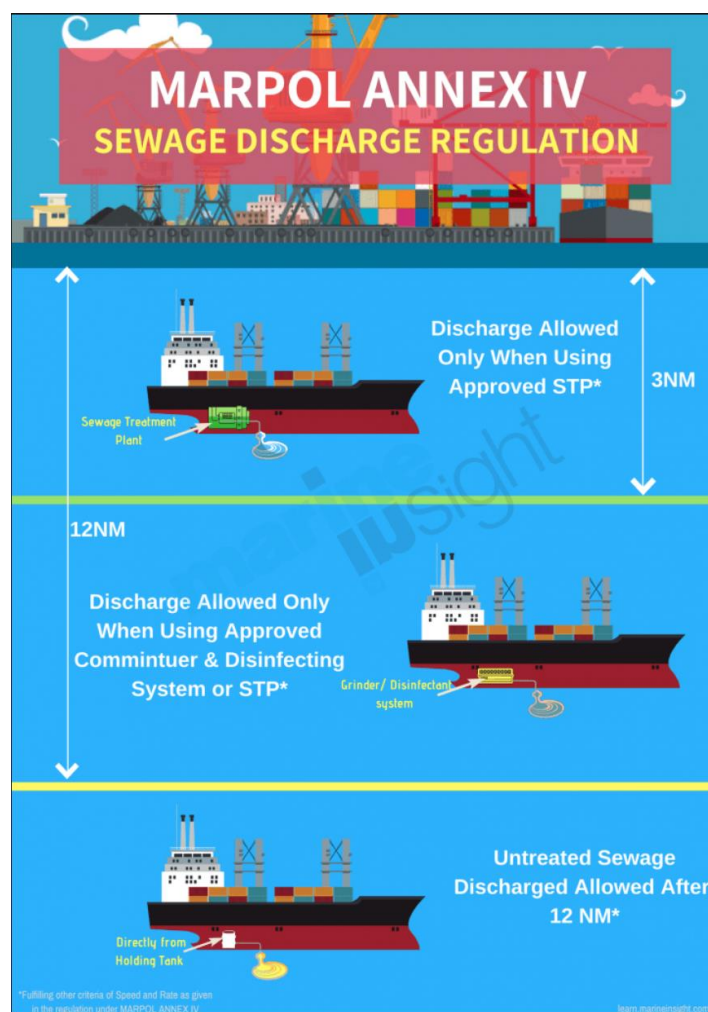 MARPOL ANNEX IV
SEWAGE DISCHARGE REGULATION
Discharge Allowed
Only When Using
Approved STP*
3NM
Sewage Treatment
Plant
marine
insight
12NM
Discharge Allowed Only
When Using Approved
Commintuer & Disinfecting
System or STP*
Grinder/ Disinfectant
system
Untreated Sewage
Discharged Allowed After
12 NM*
Directly from
Holding Tank
*Fulfilling other criteria of Speed and Rate as given
in the regulation under MARPOL ANNEX IV
learn.marineinsight.com